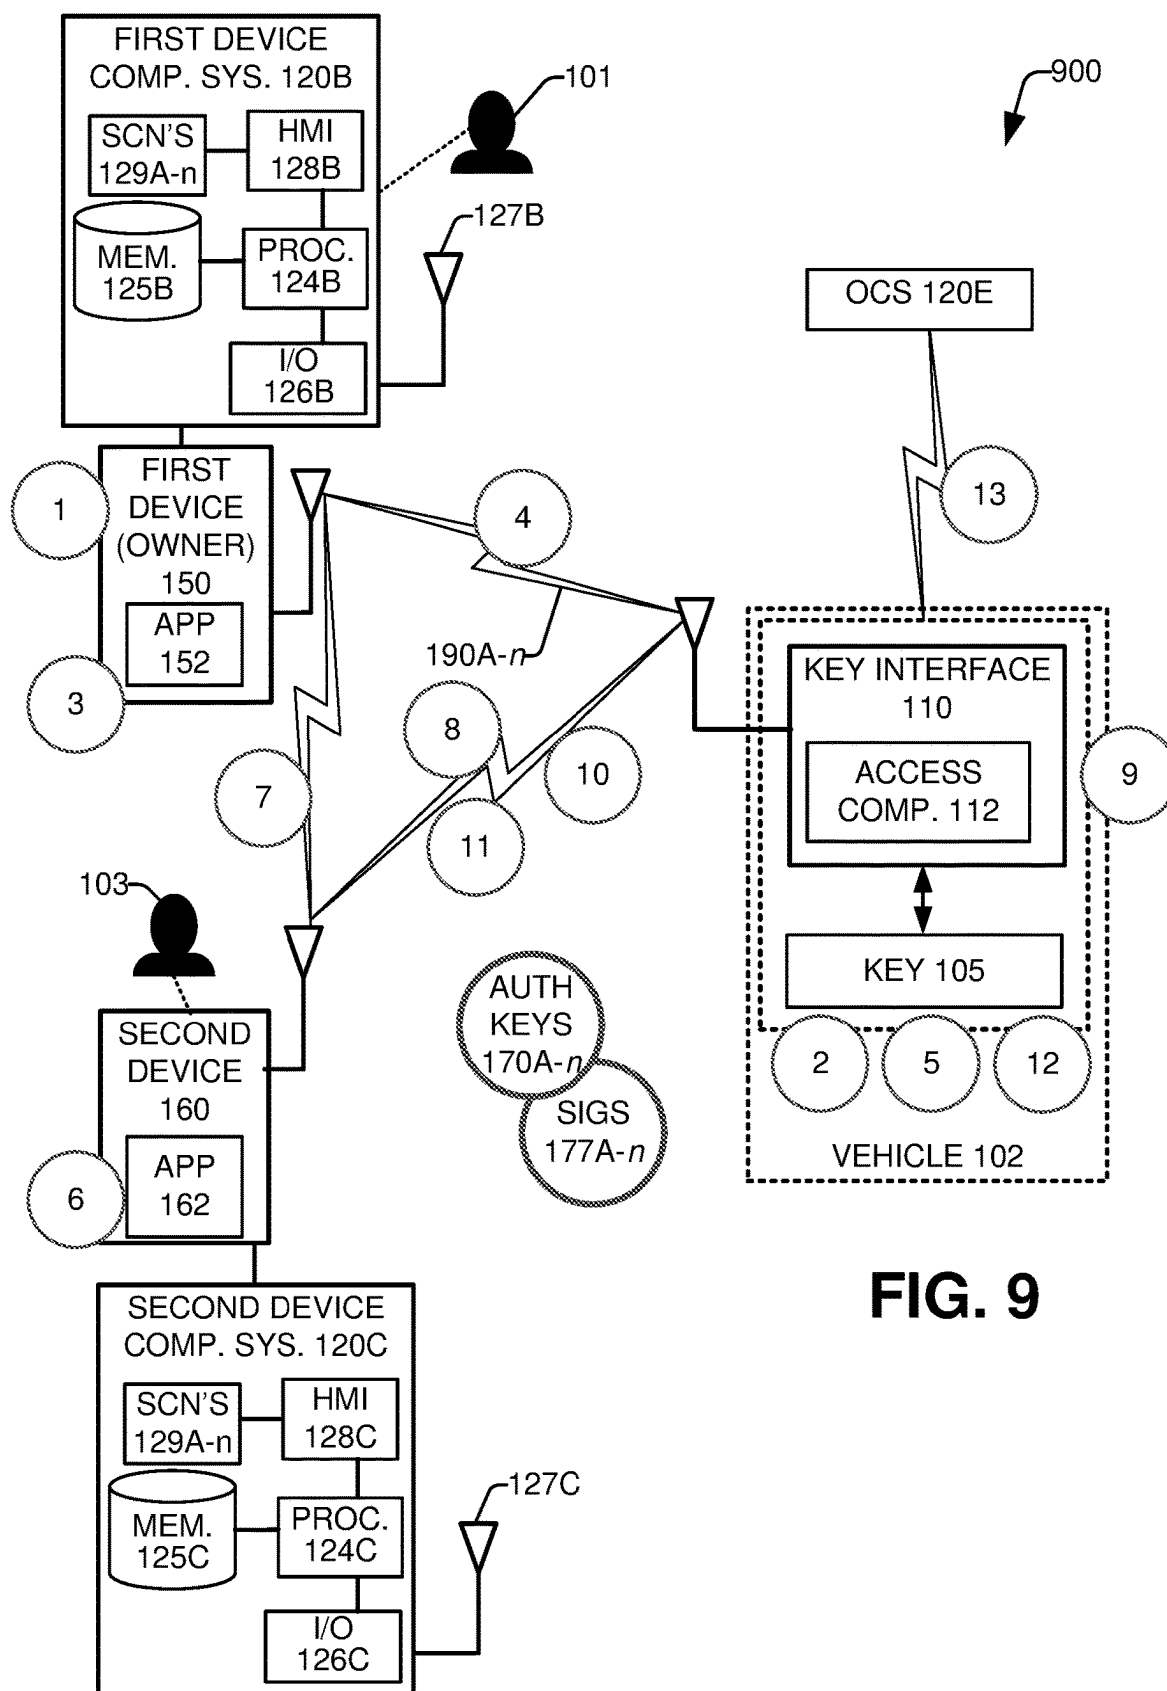 FIRST DEVICE
COMP. SYS. 120B
SCN'S
129A-n
HMI
128B
MEM.
125B
PROC.
124B
I/O
126B
101
900
127B
OCS 120E
1
FIRST
DEVICE
(OWNER)
150
APP
152
3
4
13
190A-n
7
8
10
11
KEY INTERFACE
110
ACCESS
COMP. 112
9
KEY 105
2
5
12
VEHICLE 102
103
AUTH
KEYS
170A-n
SIGS
177A-n
SECOND
DEVICE
160
APP
162
6
FIG. 9
SECOND DEVICE
COMP. SYS. 120C
SCN'S
129A-n
HMI
128C
MEM.
125C
PROC.
124C
I/O
126C
127C